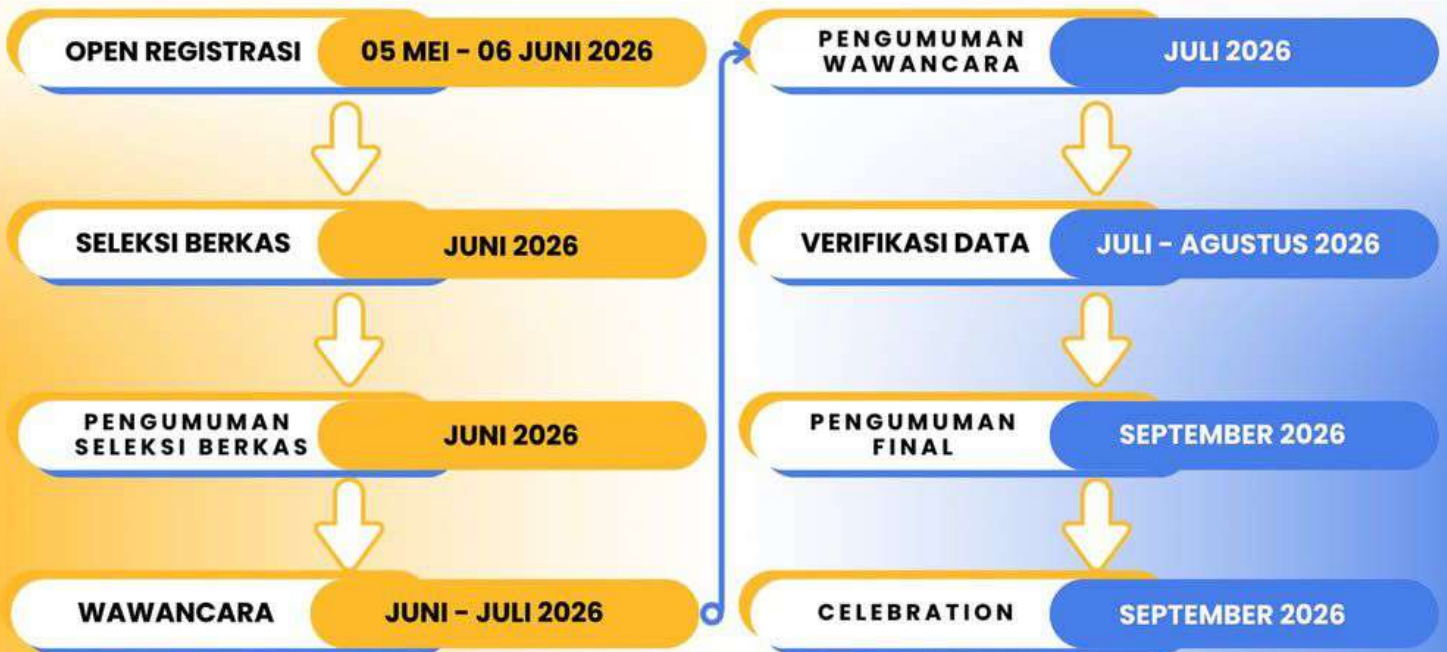 OPEN REGISTRASI
05 MEI - 06 JUNI 2026
SELEKSI BERKAS
JUNI 2026
PENGUMUMAN
SELEKSI BERKAS
JUNI 2026
WAWANCARA
JUNI - JULI 2026
PENGUMUMAN
WAWANCARA
JULI 2026
VERIFIKASI DATA
JULI - AGUSTUS 2026
PENGUMUMAN
FINAL
SEPTEMBER 2026
CELEBRATION
SEPTEMBER 2026